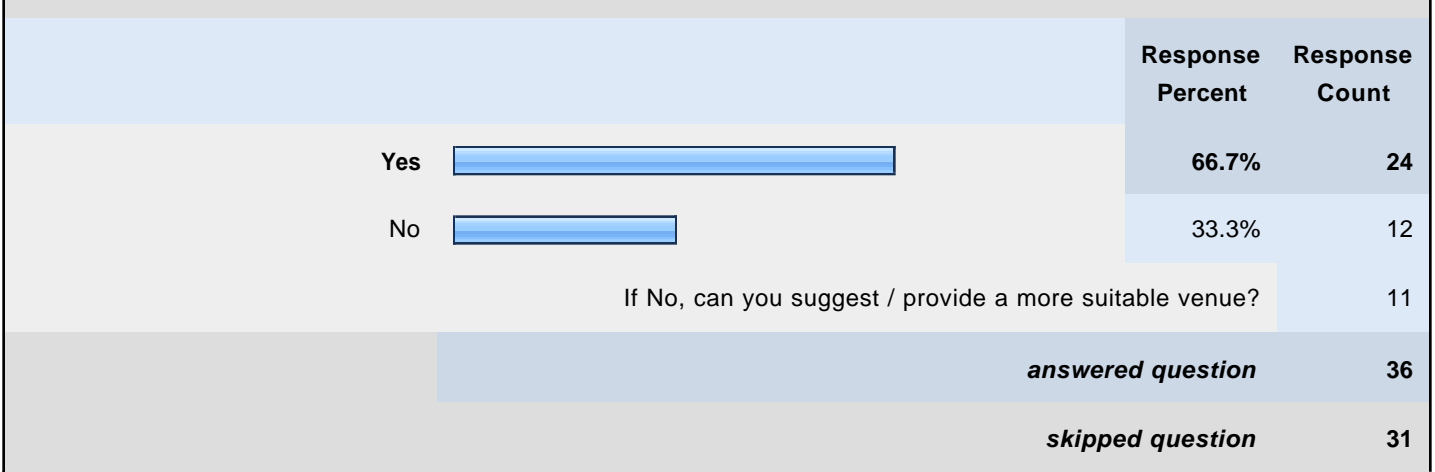 Response Percent Response Count
Yes 66.7% 24
No 33.3% 12
If No, can you suggest / provide a more suitable venue? 11
answered question 36
skipped question 31